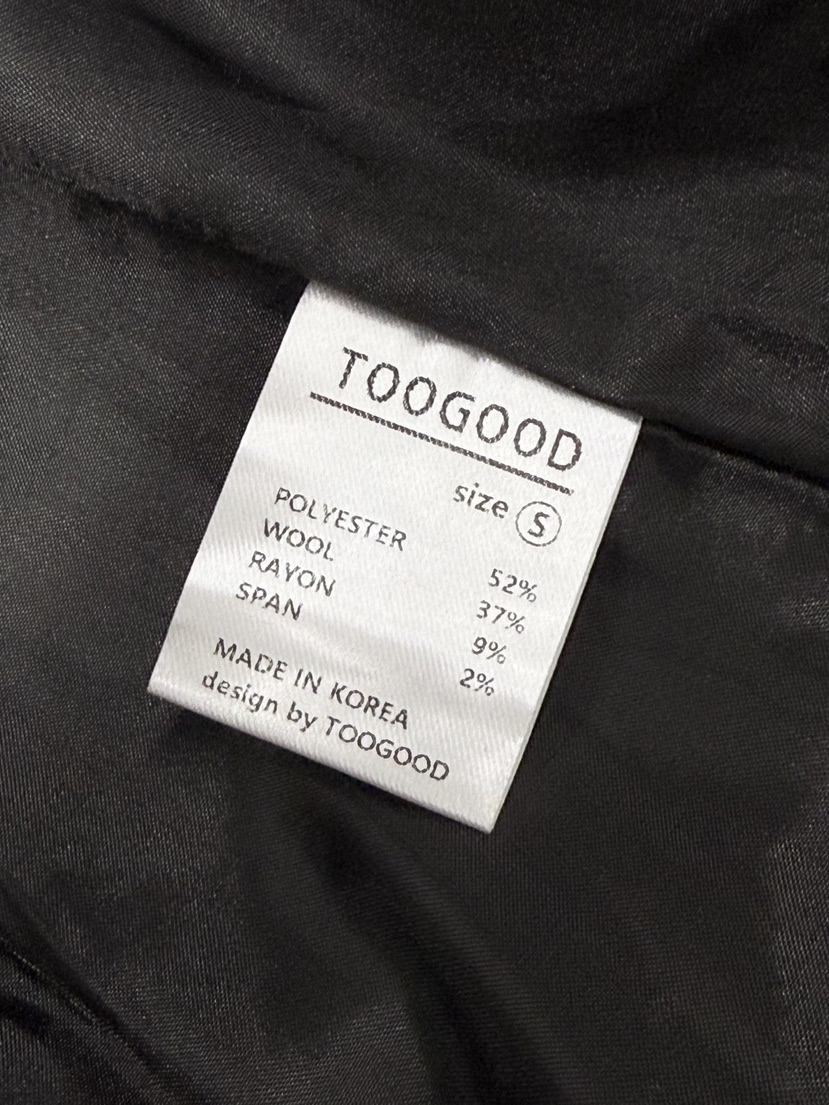 TOOGOOD
size S
POLYESTER 52%
WOOL 37%
RAYON 9%
SPAN 2%
MADE IN KOREA
design by TOOGOOD